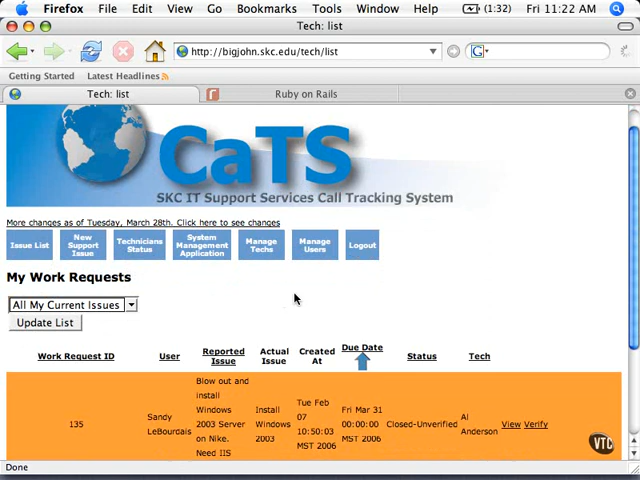 Firefox File Edit View Go Bookmarks Tools Window Help (1:32) Fri 11:22 AM
Tech: list
http://bigjohn.skc.edu/tech/list
G
Getting Started Latest Headlines
Tech: list Ruby on Rails
CaTS
SKC IT Support Services Call Tracking System
More changes as of Tuesday, March 28th. Click here to see changes
Issue List New Support Issue Technicians Status System Management Application Manage Techs Manage Users Logout
My Work Requests
All My Current Issues
Update List
Work Request ID User Reported Issue Actual Issue Created At Due Date Status Tech
135 Sandy LeBourdais Blow out and install Windows 2003 Server on Nike. Need IIS Install Windows 2003 Tue Feb 07 10:50:03 MST 2006 Fri Mar 31 00:00:00 MST 2006 Closed-Unverified Al Anderson View Verify
VTC
Done